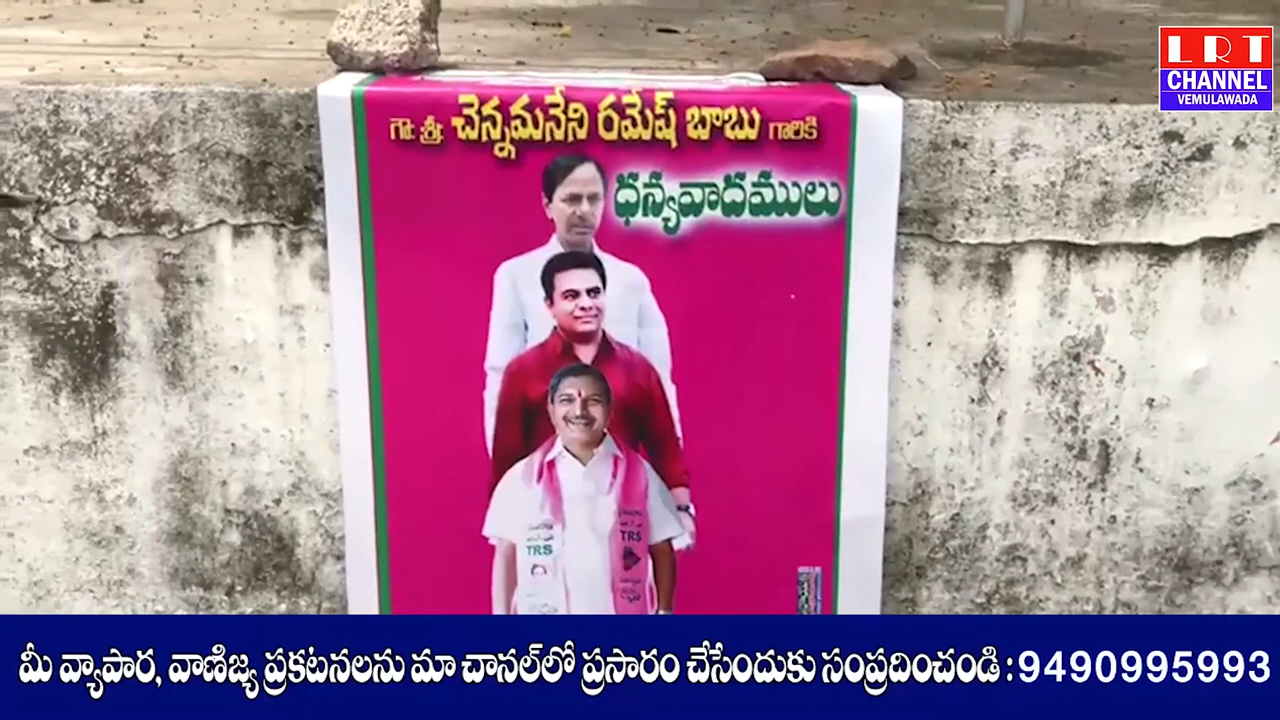 LRT
CHANNEL
VEMULAWADA
గౌ: శ్రీ. చెన్నమనేని రమేష్ బాబు గారికి
ధన్యవాదములు
TRS
TRS
మీ వ్యాపార, వాణిజ్య ప్రకటనలను మా చానల్‌లో ప్రసారం చేసేందుకు సంప్రదించండి : 9490995993